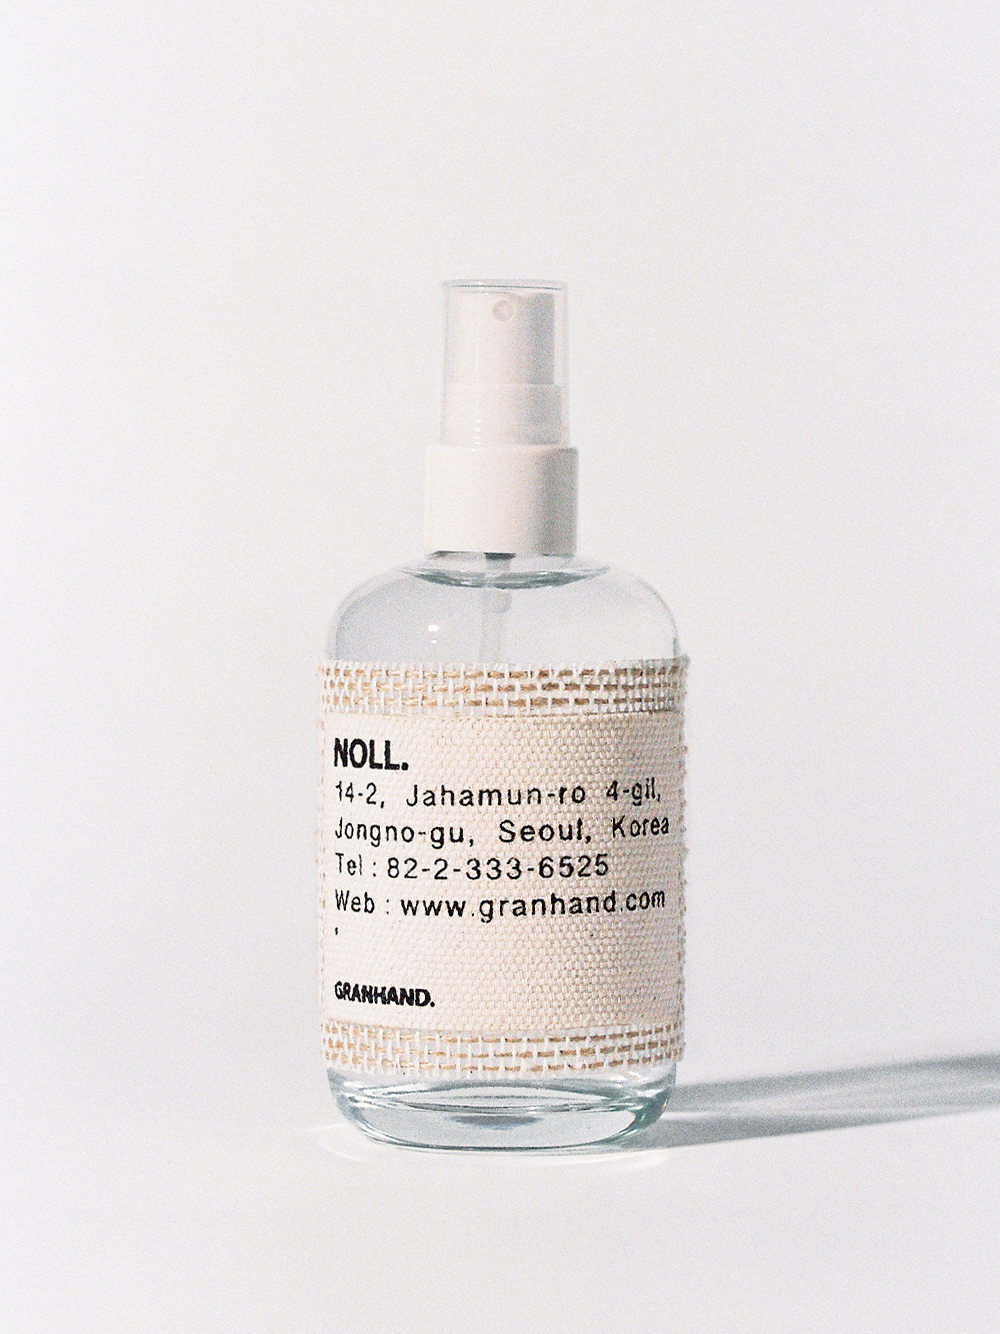 NOLL.
14-2, Jahamun-ro 4-gil,
Jongno-gu, Seoul, Korea
Tel : 82-2-333-6525
Web : www.granhand.com
'
GRANHAND.